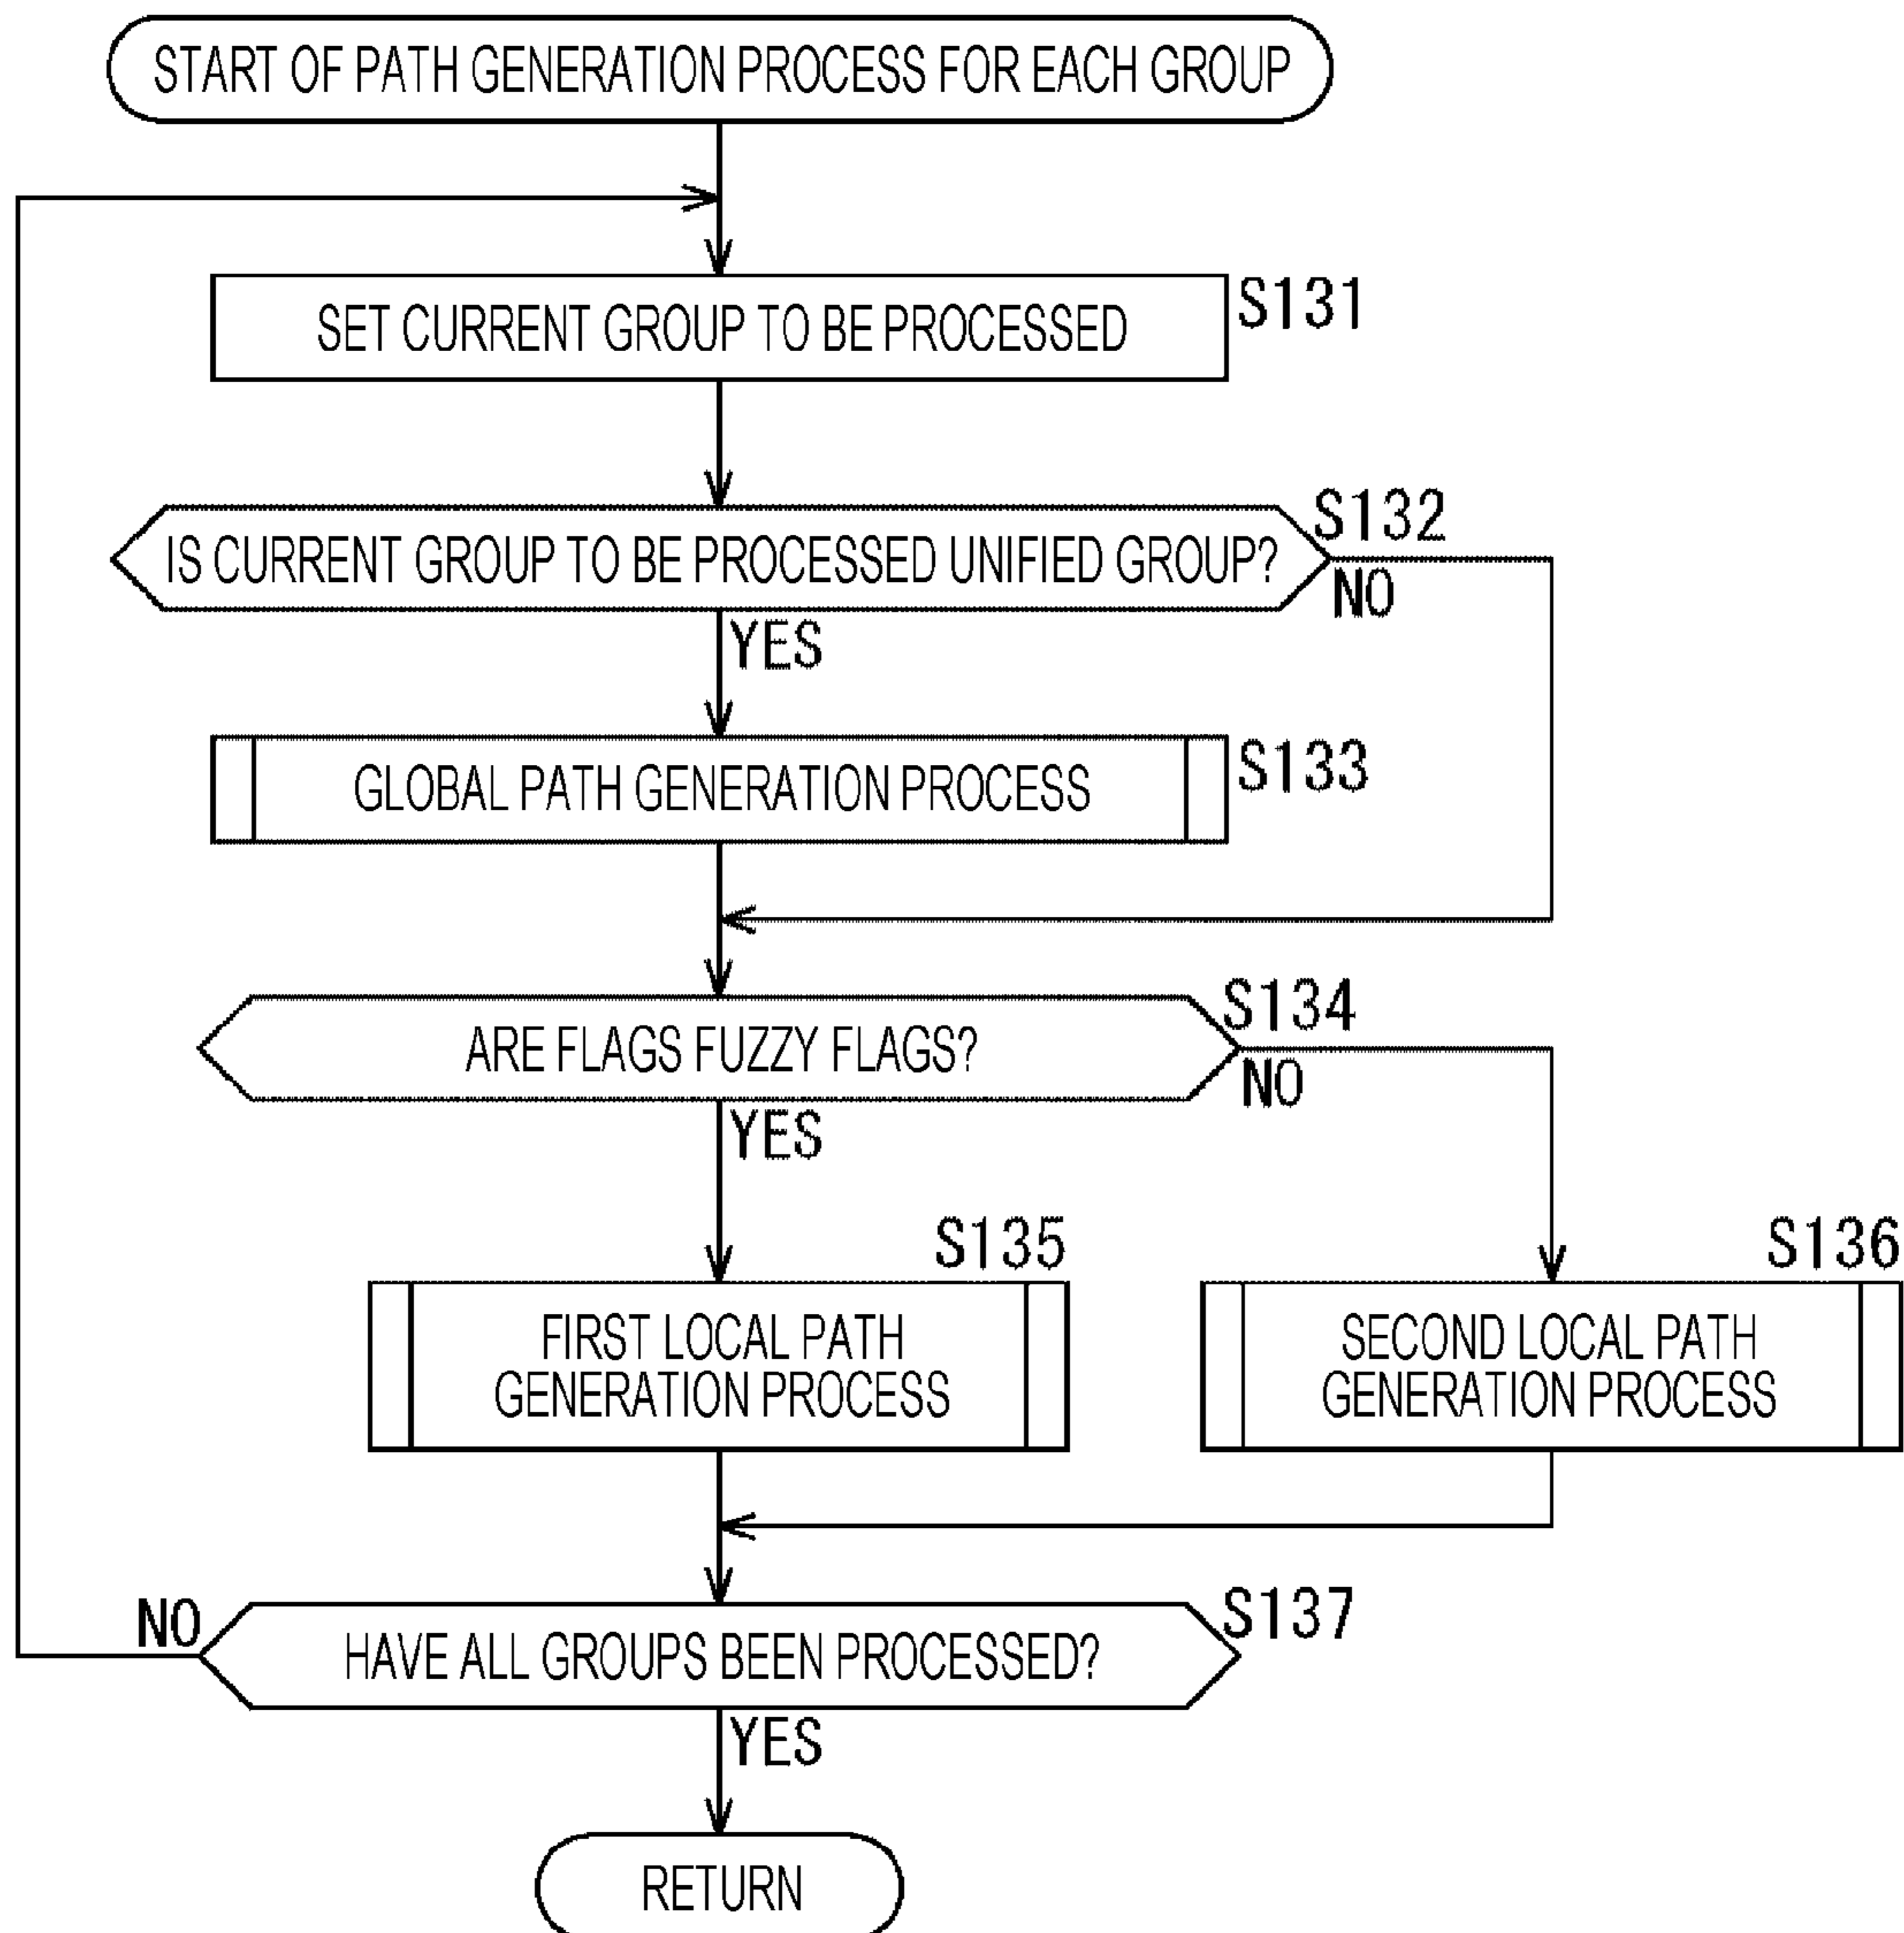 START OF PATH GENERATION PROCESS FOR EACH GROUP
SET CURRENT GROUP TO BE PROCESSED
S131
S132
IS CURRENT GROUP TO BE PROCESSED UNIFIED GROUP?
NO
YES
GLOBAL PATH GENERATION PROCESS
S133
S134
ARE FLAGS FUZZY FLAGS?
NO
YES
S135
S136
FIRST LOCAL PATH
GENERATION PROCESS
SECOND LOCAL PATH
GENERATION PROCESS
NO
S137
HAVE ALL GROUPS BEEN PROCESSED?
YES
RETURN